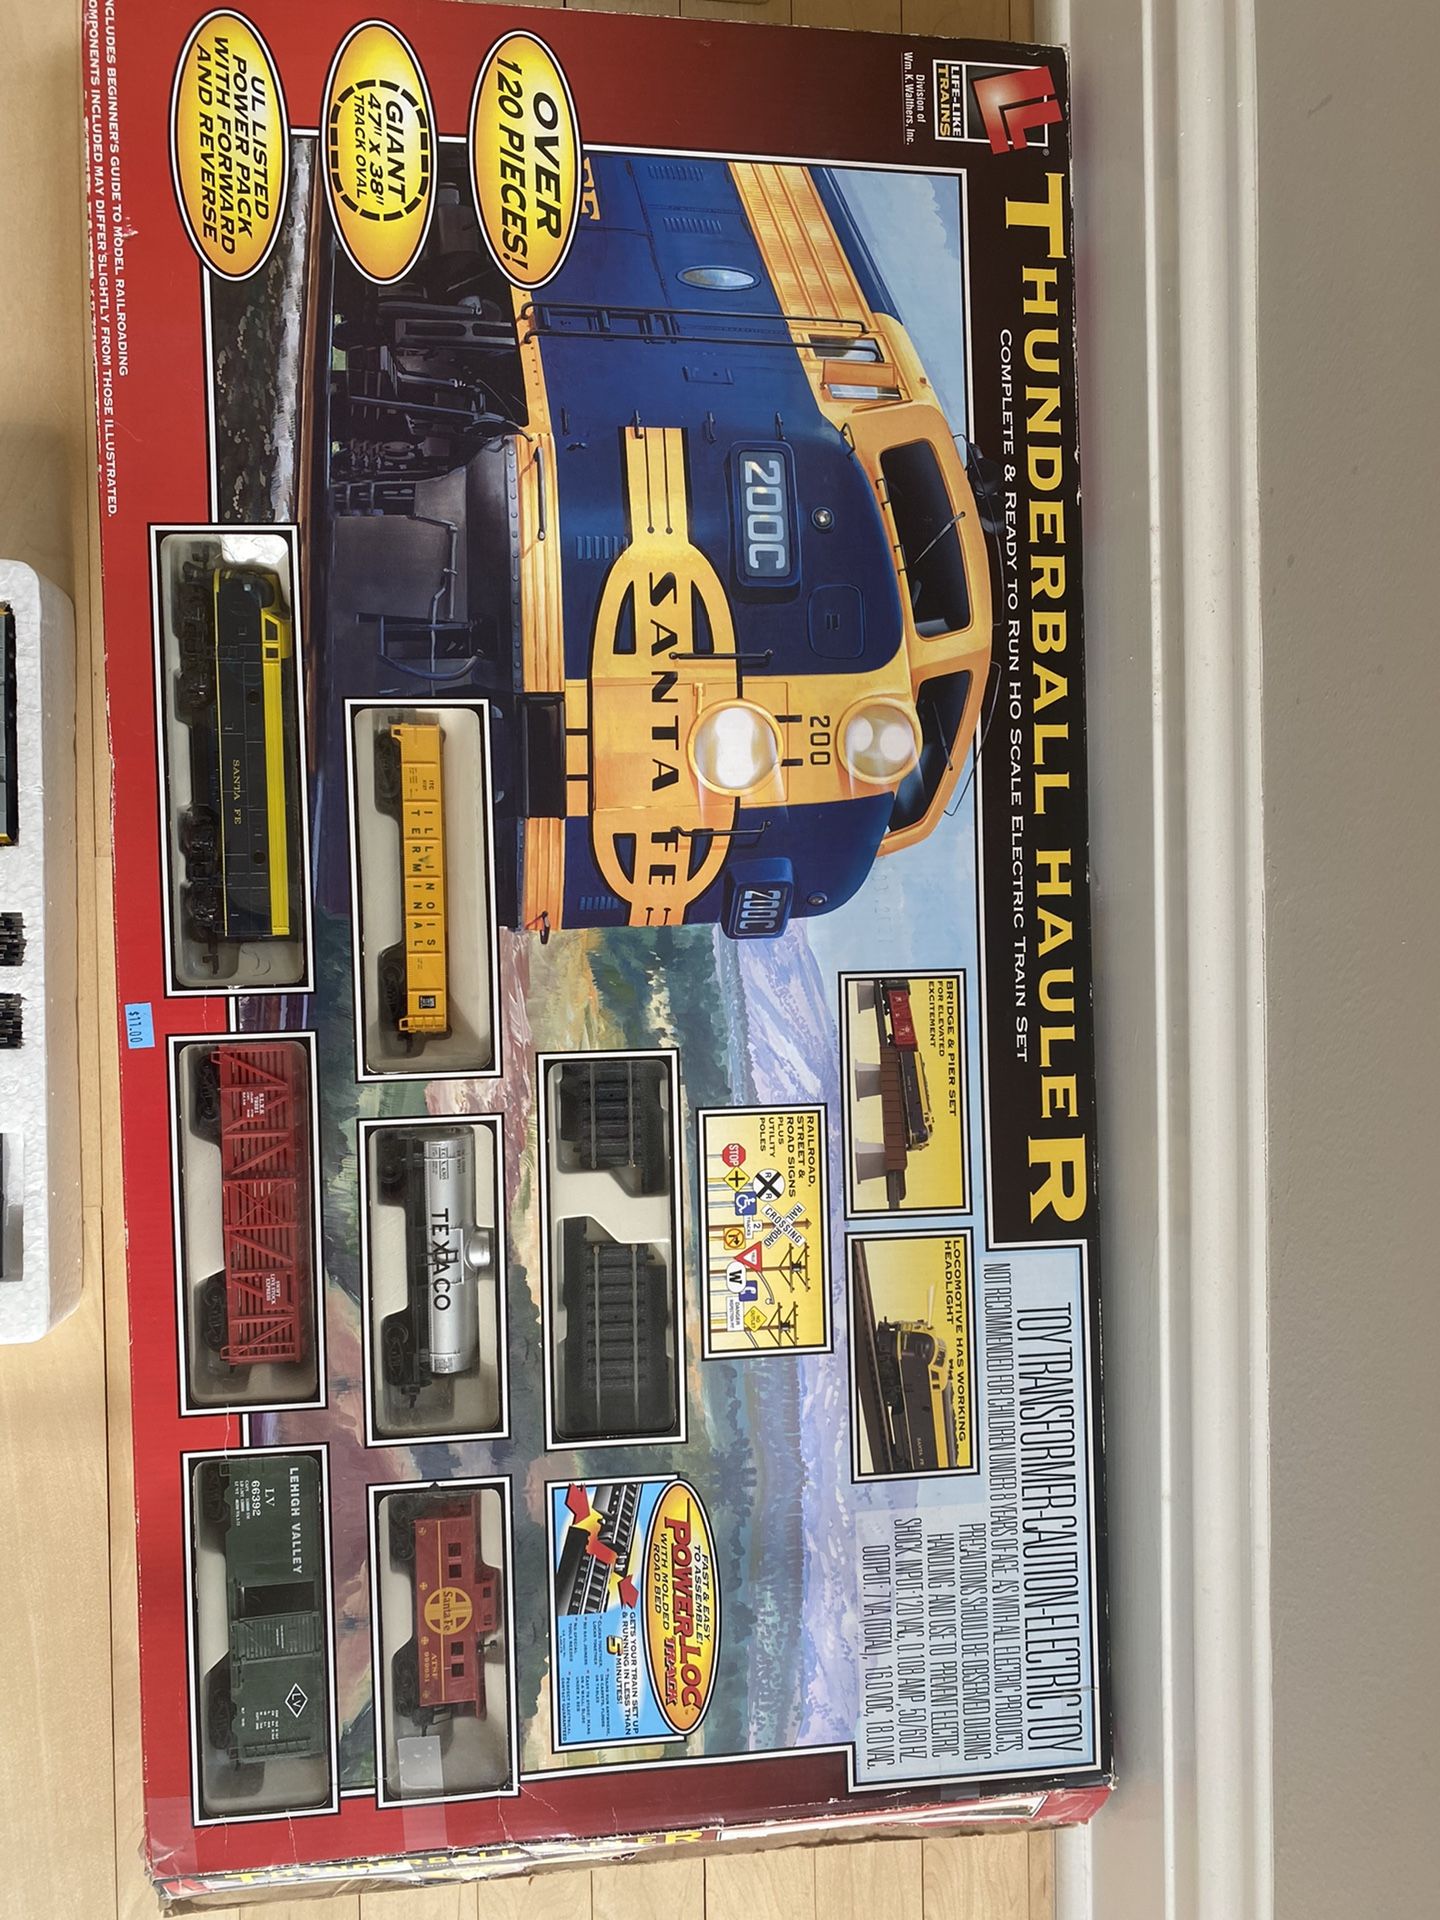 LIFE-LIKE
TRAINS
®
Division of
Wm. K. Walthers, Inc.
THUNDERBALL HAULER
COMPLETE & READY TO RUN HO SCALE ELECTRIC TRAIN SET
TOY TRANSFORMER-CAUTION-ELECTRIC TOY
NOT RECOMMENDED FOR CHILDREN UNDER 8 YEARS OF AGE. AS WITH ALL ELECTRIC PRODUCTS,
PRECAUTIONS SHOULD BE OBSERVED DURING
HANDLING AND USE TO PREVENT ELECTRIC
SHOCK. INPUT: 120 VAC, 0.108 AMP, 50/60 HZ
OUTPUT: 7VA TOTAL), 16.0 VDC, 18.0 VAC.
BRIDGE & PIER SET
FOR ELEVATED
EXCITEMENT
LOCOMOTIVE HAS WORKING
HEADLIGHT
RAILROAD,
STREET &
ROAD SIGNS
PLUS
UTILITY
POLES
STOP
RAIL ROAD
CROSSING
W
OVER
120 PIECES!
GIANT
47" X 38"
TRACK OVAL
UL LISTED
POWER PACK
WITH FORWARD
AND REVERSE
200C
200
200C
SANTA FE
FAST & EASY
TO ASSEMBLE!
POWER-LOC
TRACK
WITH MOLDED
ROAD BED
GETS YOUR TRAIN SET UP
& RUNNING IN LESS THAN
5 MINUTES!
ILLINOIS
TERMINAL
TEXACO
Santa Fe
ATSF
999051
SANTA FE
LEHIGH VALLEY
LV
66392
LV
INCLUDES BEGINNER'S GUIDE TO MODEL RAILROADING
COMPONENTS INCLUDED MAY DIFFER SLIGHTLY FROM THOSE ILLUSTRATED.
$11.00